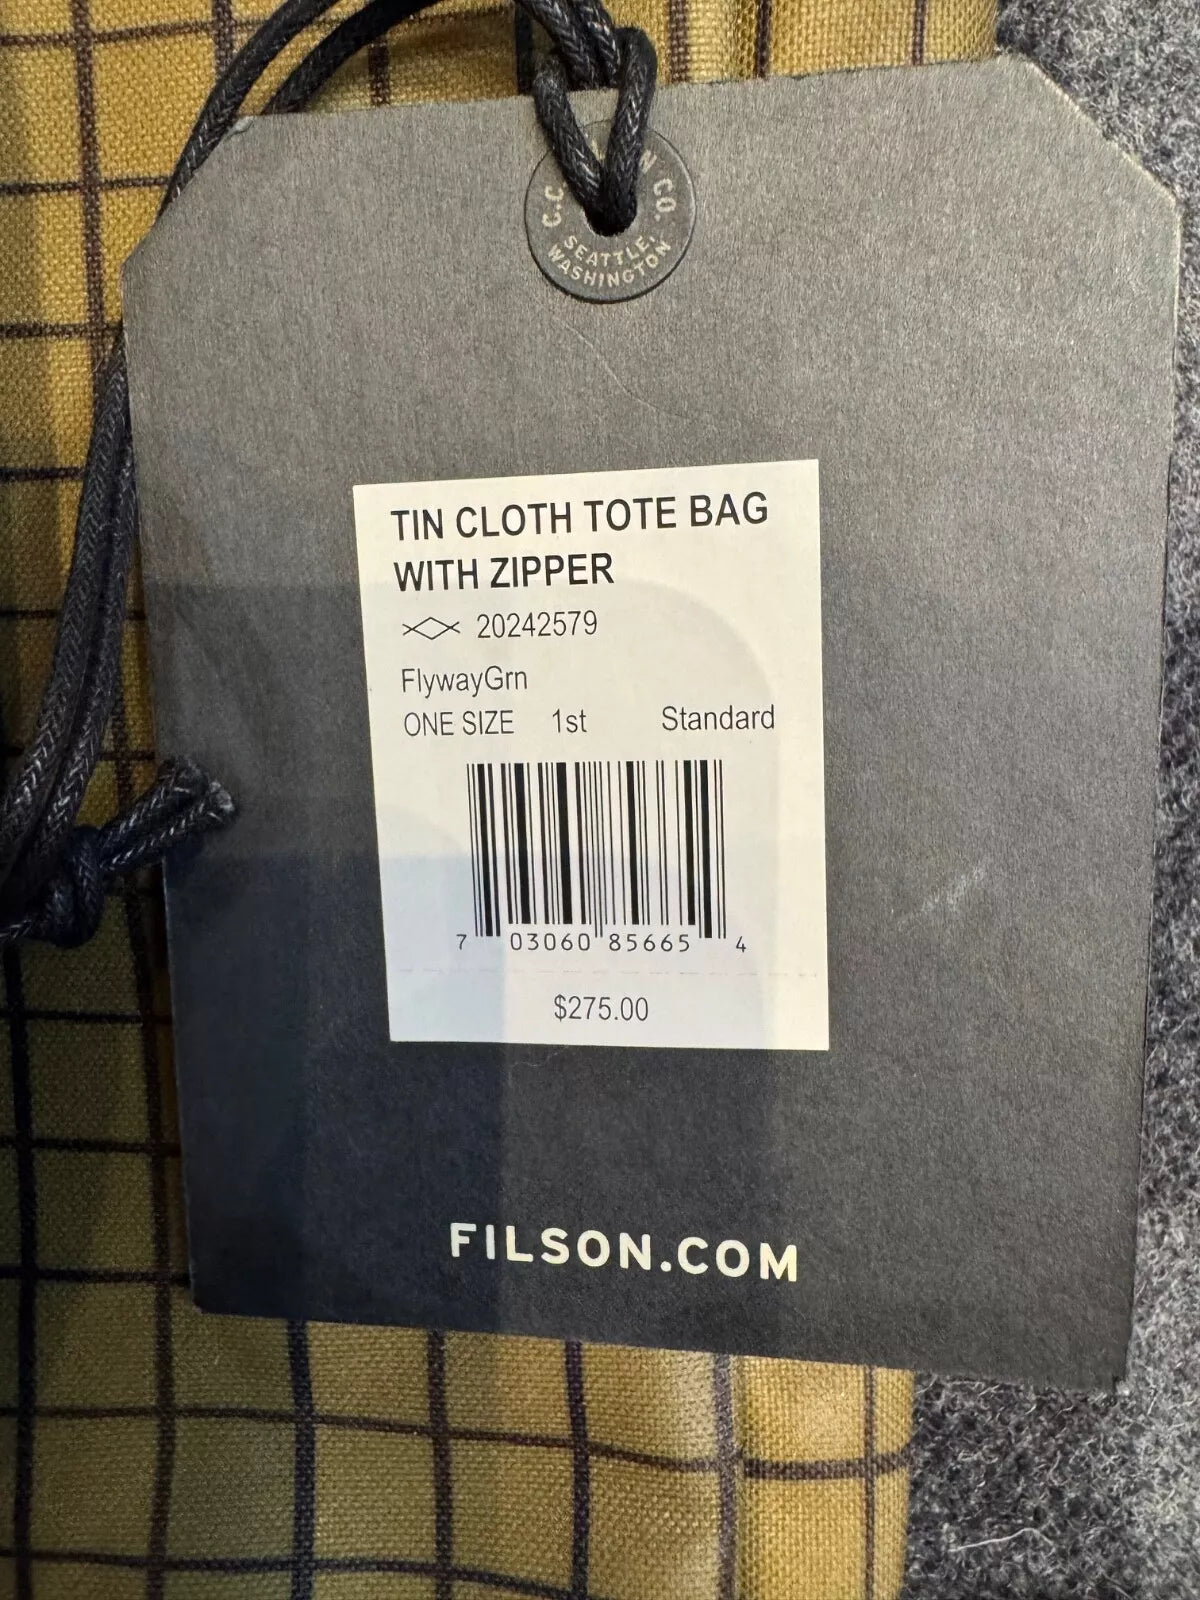 C.C.
CO.
SEATTLE,
WASHINGTON
TIN CLOTH TOTE BAG
WITH ZIPPER
20242579
FlywayGrn
ONE SIZE 1st Standard
7 03060 85665 4
$275.00
FILSON.COM